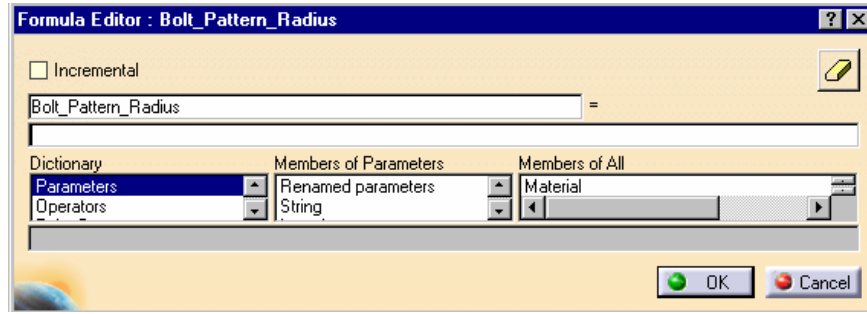 Formula Editor : Bolt_Pattern_Radius
Incremental
Bolt_Pattern_Radius =
Dictionary Members of Parameters Members of All
Parameters Renamed parameters Material
Operators String
OK Cancel